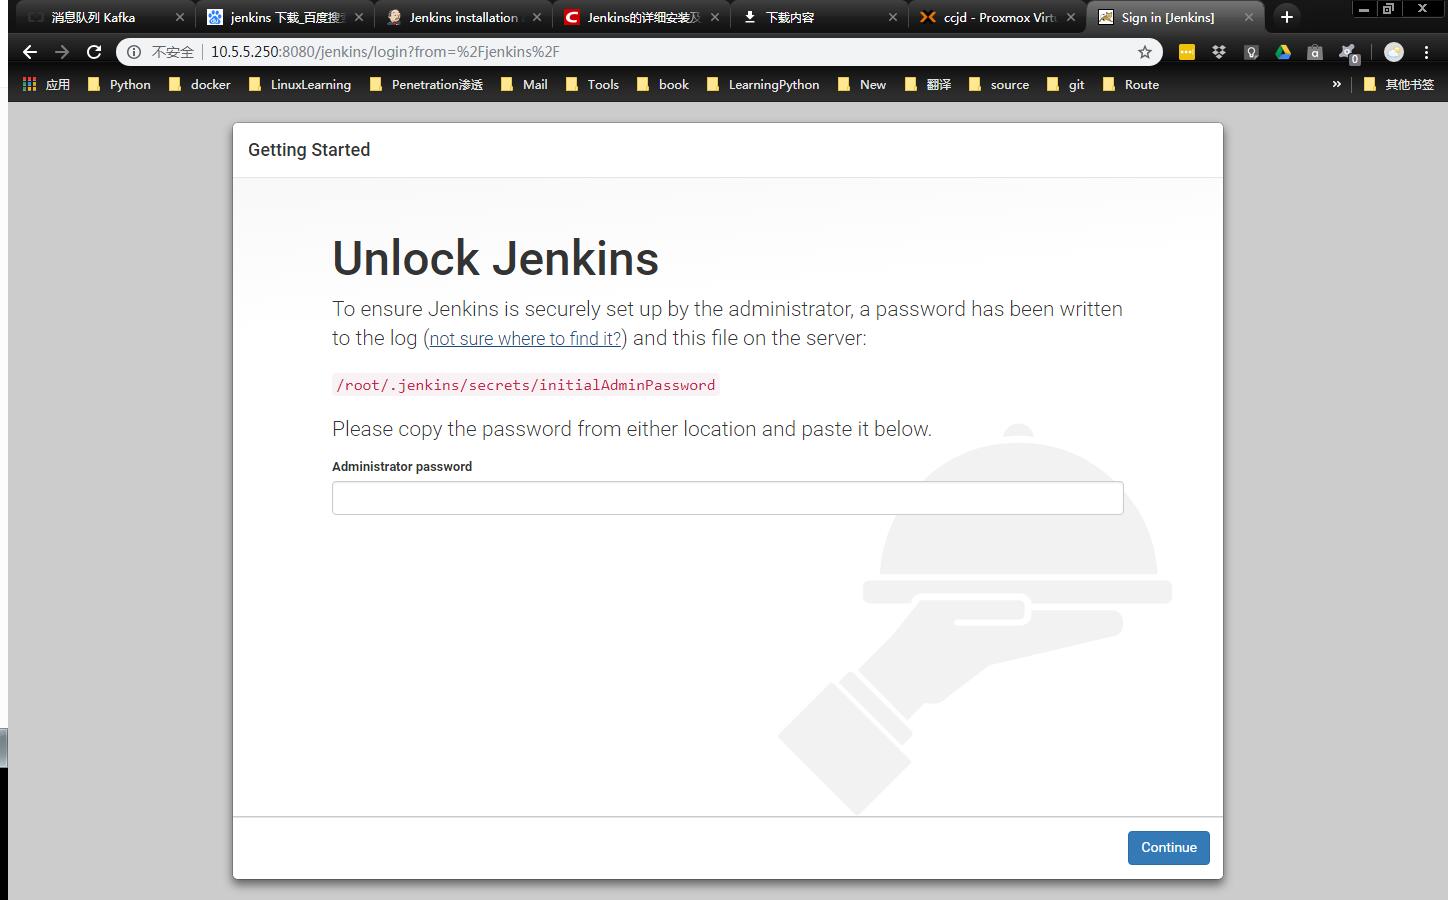 消息队列 Kafka
jenkins 下载_百度搜索
Jenkins installation
Jenkins的详细安装及
下载内容
ccjd - Proxmox Virtu
Sign in [Jenkins]
不安全
10.5.5.250:8080/jenkins/login?from=%2Fjenkins%2F
0
应用
Python
docker
LinuxLearning
Penetration渗透
Mail
Tools
book
LearningPython
New
翻译
source
git
Route
»
其他书签
Getting Started
Unlock Jenkins
To ensure Jenkins is securely set up by the administrator, a password has been written
to the log (not sure where to find it?) and this file on the server:
/root/.jenkins/secrets/initialAdminPassword
Please copy the password from either location and paste it below.
Administrator password
Continue